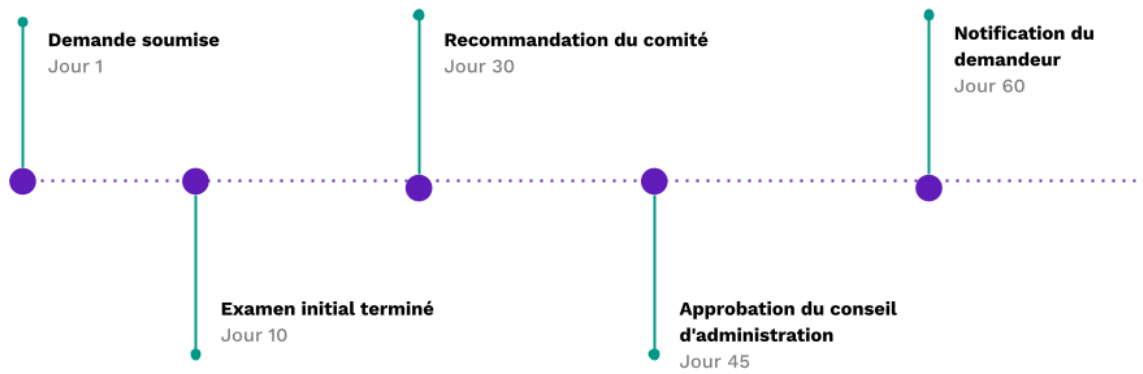 Demande soumise
Jour 1
Examen initial terminé
Jour 10
Recommandation du comité
Jour 30
Approbation du conseil
d'administration
Jour 45
Notification du
demandeur
Jour 60